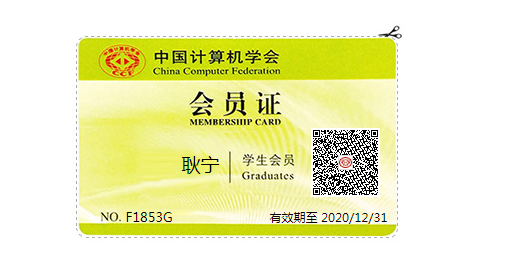 中国计算机学会
China Computer Federation
CCF
会员证
MEMBERSHIP CARD
耿宁
学生会员
Graduates
NO. F1853G
有效期至 2020/12/31